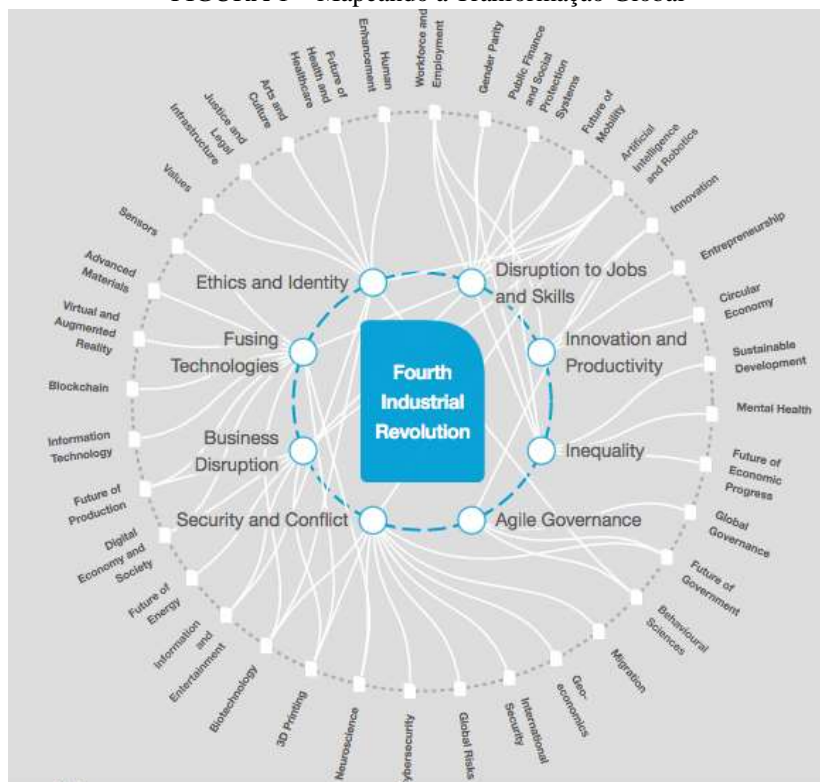 FIGURA 1 – Mapeando a Tranformação Global
Workforce and
Employment
Gender Parity
Public Finance
and Social
Protection
Systems
Future of
Mobility
Artificial
Intelligence
and Robotics
Innovation
Entrepreneurship
Circular
Economy
Sustainable
Development
Mental Health
Future of
Economic
Progress
Global
Governance
Future of
Government
Behavioural
Sciences
Migration
Geo-
economics
International
Security
Global Risks
Cybersecurity
Neuroscience
3D Printing
Biotechnology
Information
and
Entertainment
Future of
Energy
Digital
Economy and
Society
Future of
Production
Information
Technology
Blockchain
Virtual and
Augmented
Reality
Advanced
Materials
Sensors
Values
Justice and
Legal
Infrastructure
Arts and
Culture
Future of
Health and
Healthcare
Human
Enhancement
Ethics and Identity
Disruption to Jobs
and Skills
Fusing
Technologies
Innovation and
Productivity
Fourth
Industrial
Revolution
Business
Disruption
Inequality
Security and Conflict
Agile Governance